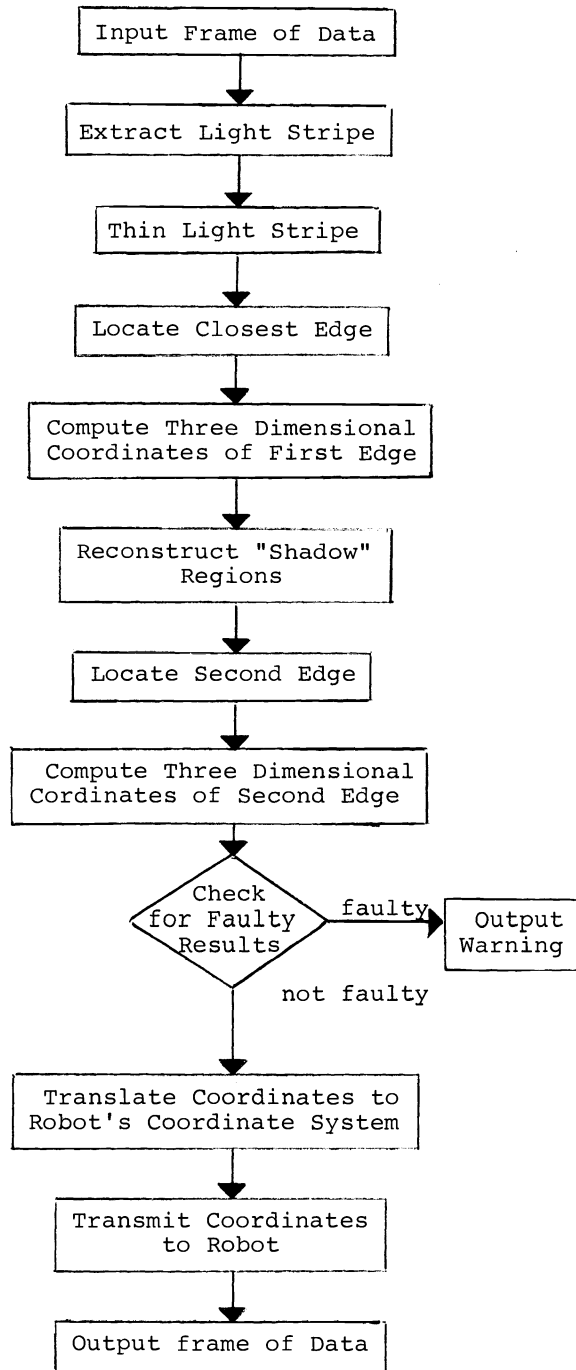 Input Frame of Data
Extract Light Stripe
Thin Light Stripe
Locate Closest Edge
Compute Three Dimensional
Coordinates of First Edge
Reconstruct "Shadow"
Regions
Locate Second Edge
Compute Three Dimensional
Cordinates of Second Edge
Check
for Faulty
Results
faulty
Output
Warning
not faulty
Translate Coordinates to
Robot's Coordinate System
Transmit Coordinates
to Robot
Output frame of Data